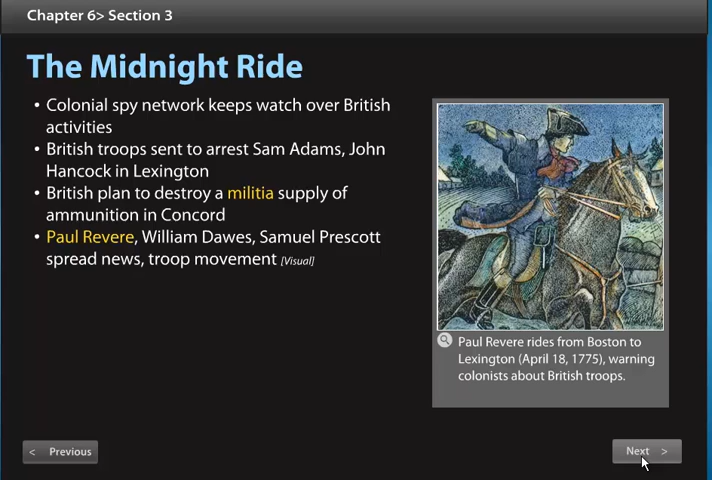 Chapter 6> Section 3
The Midnight Ride
• Colonial spy network keeps watch over British
activities
• British troops sent to arrest Sam Adams, John
Hancock in Lexington
• British plan to destroy a militia supply of
ammunition in Concord
• Paul Revere, William Dawes, Samuel Prescott
spread news, troop movement [Visual]
Paul Revere rides from Boston to
Lexington (April 18, 1775), warning
colonists about British troops.
< Previous
Next >